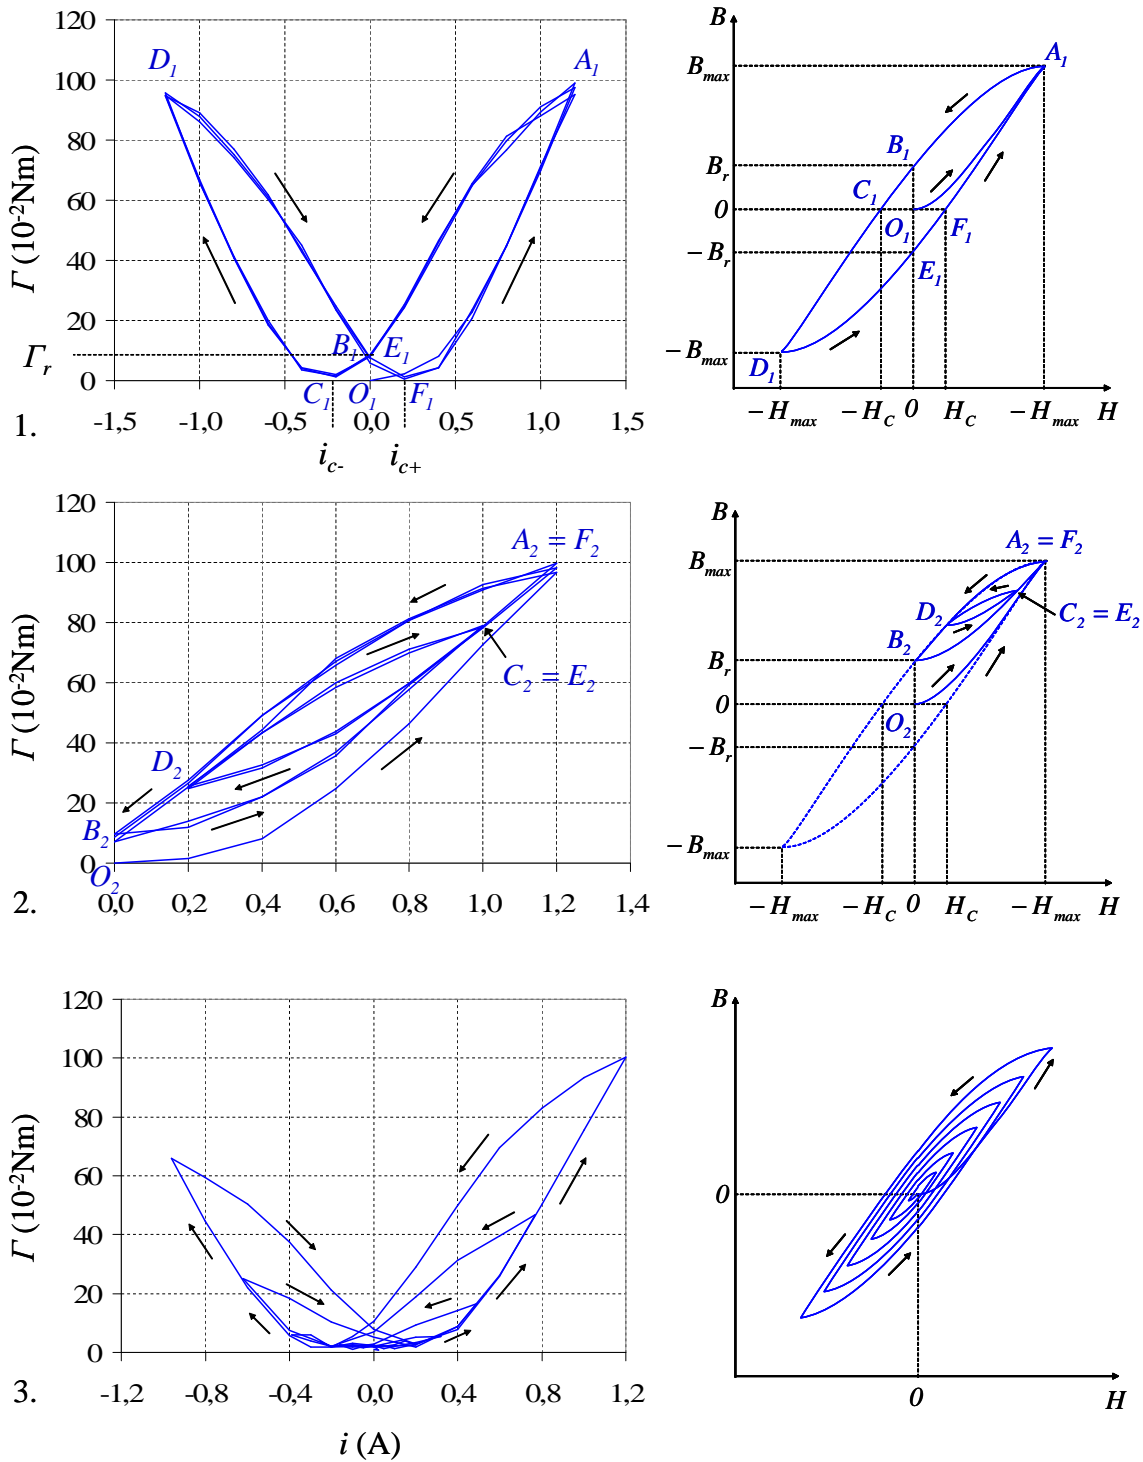 120
100
80
60
40
20
0
Γ (10⁻²Nm)
Γr
D1
A1
B1
E1
C1
O1
F1
-1,5 -1,0 -0,5 0,0 0,5 1,0 1,5
ic- ic+
1.
B
Bmax
Br
0
−Br
−Bmax
A1
B1
C1
O1
F1
E1
D1
−Hmax −HC 0 HC −Hmax H
120
100
80
60
40
20
0
Γ (10⁻²Nm)
A2 = F2
C2 = E2
D2
B2
O2
0,0 0,2 0,4 0,6 0,8 1,0 1,2 1,4
2.
B
Bmax
Br
0
−Br
−Bmax
A2 = F2
D2
C2 = E2
B2
O2
−Hmax −HC 0 HC −Hmax H
120
100
80
60
40
20
0
Γ (10⁻²Nm)
-1,2 -0,8 -0,4 0,0 0,4 0,8 1,2
3.
i (A)
B
0
0 H